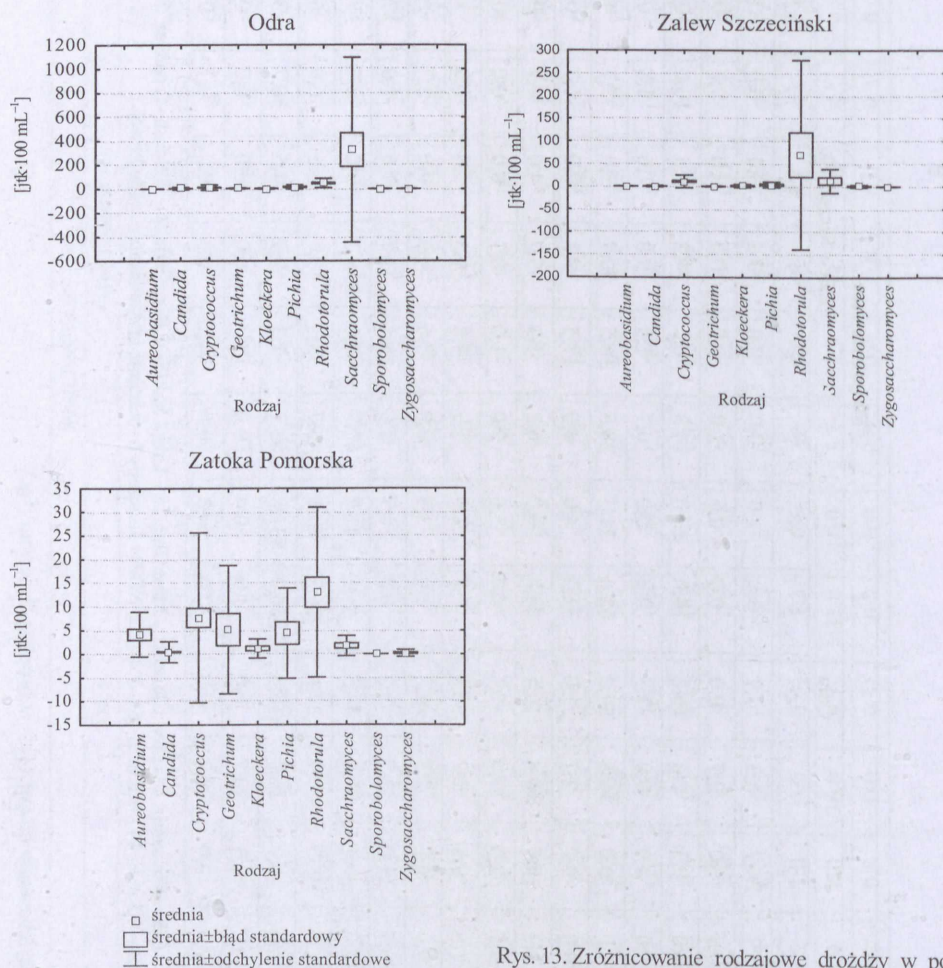 Odra
[jtk·100 mL⁻¹]
1200
1000
800
600
400
200
0
-200
-400
-600
Aureobasidium
Candida
Cryptococcus
Geotrichum
Kloeckera
Pichia
Rhodotorula
Sacchraomyces
Sporobolomyces
Zygosaccharomyces
Rodzaj
Zalew Szczeciński
[jtk·100 mL⁻¹]
300
250
200
150
100
50
0
-50
-100
-150
-200
Aureobasidium
Candida
Cryptococcus
Geotrichum
Kloeckera
Pichia
Rhodotorula
Sacchraomyces
Sporobolomyces
Zygosaccharomyces
Rodzaj
Zatoka Pomorska
[jtk·100 mL⁻¹]
35
30
25
20
15
10
5
0
-5
-10
-15
Aureobasidium
Candida
Cryptococcus
Geotrichum
Kloeckera
Pichia
Rhodotorula
Sacchraomyces
Sporobolomyces
Zygosaccharomyces
Rodzaj
średnia
średnia±błąd standardowy
średnia±odchylenie standardowe
Rys. 13. Zróżnicowanie rodzajowe drożdży w